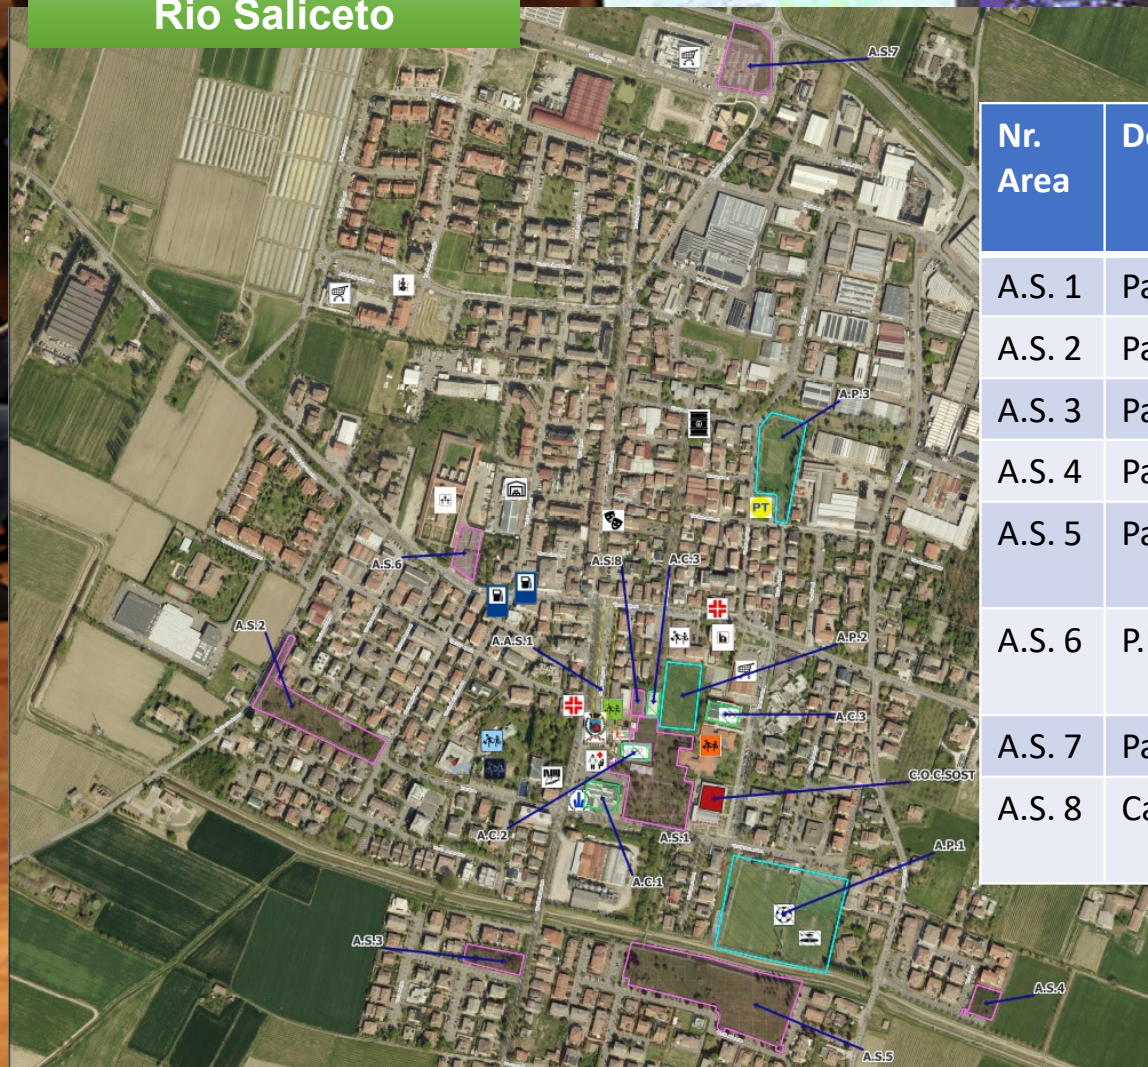 Rio Saliceto
A.S.7
A.P.3
PT
A.S.6
A.S.8
A.C.3
A.S.2
A.A.S.1
A.P.2
A.C.3
C.O.C.SOST
A.C.2
A.S.1
A.P.1
A.C.1
A.S.3
A.S.4
A.S.5
Nr.
Area
A.S. 1 Pa
A.S. 2 Pa
A.S. 3 Pa
A.S. 4 Pa
A.S. 5 Pa
A.S. 6 P.
A.S. 7 Pa
A.S. 8 Ca